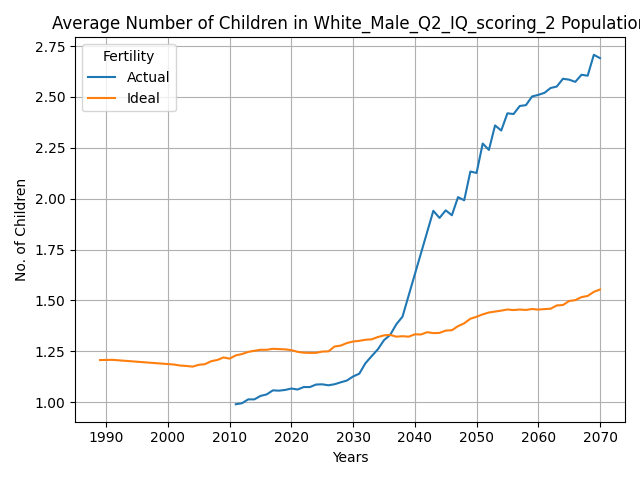 Average Number of Children in White_Male_Q2_IQ_scoring_2 Population
2.75
2.50
2.25
2.00
1.75
1.50
1.25
1.00
No. of Children
Fertility
Actual
Ideal
1990 2000 2010 2020 2030 2040 2050 2060 2070
Years